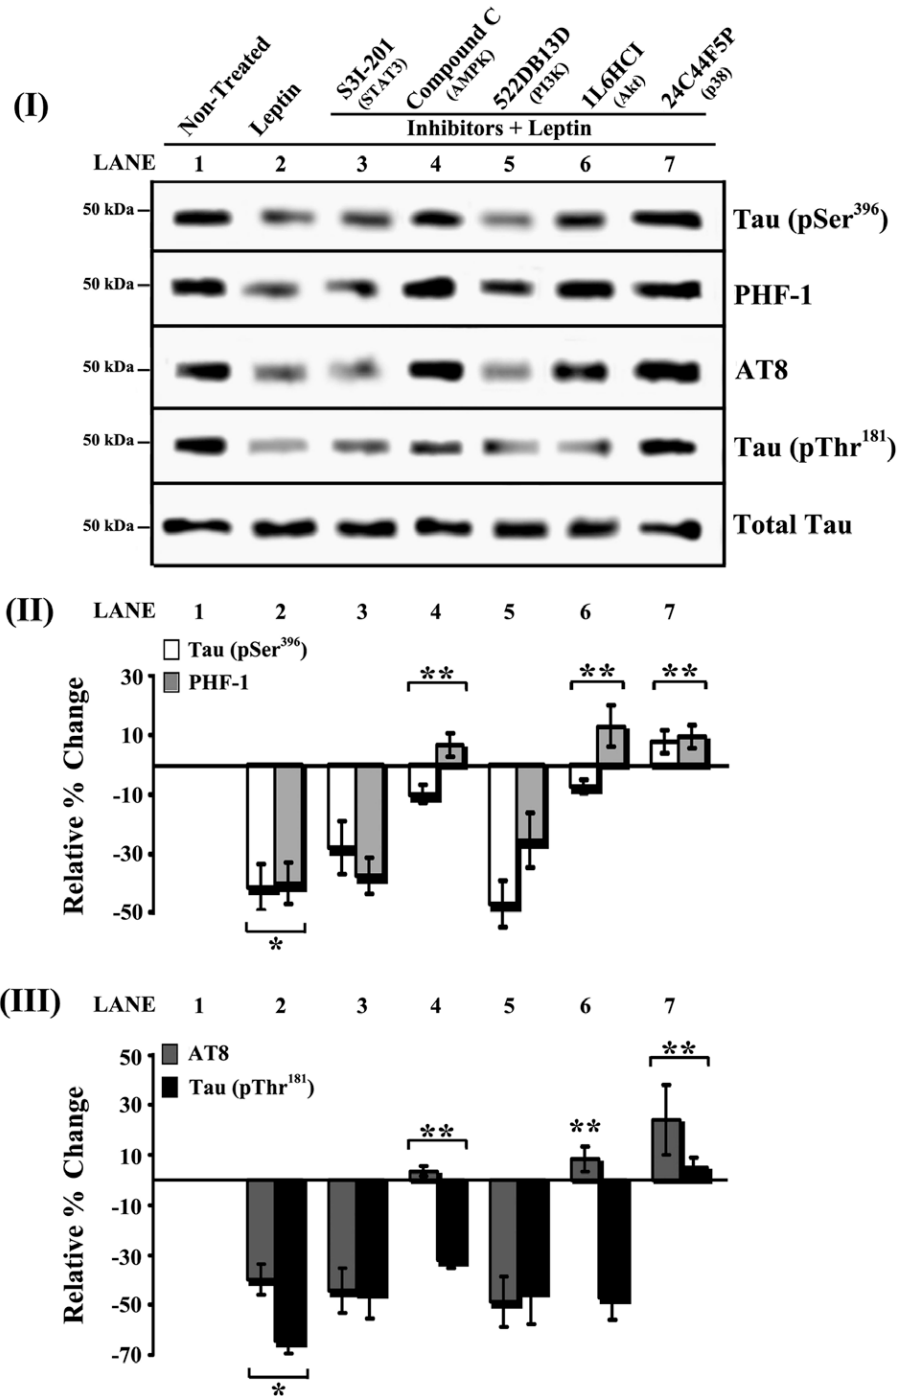 (I)
Non-Treated
Leptin
S3I-201
(STAT3)
Compound C
(AMPK)
522DB13D
(PI3K)
1L6HCI
(Akt)
24C44F5P
(p38)
Inhibitors + Leptin
LANE 1 2 3 4 5 6 7
50 kDa Tau (pSer396)
50 kDa PHF-1
50 kDa AT8
50 kDa Tau (pThr181)
50 kDa Total Tau
(II) LANE 1 2 3 4 5 6 7
Tau (pSer396)
PHF-1
Relative % Change
30
10
-10
-30
-50
** ** **
*
(III) LANE 1 2 3 4 5 6 7
AT8
Tau (pThr181)
Relative % Change
50
30
10
-10
-30
-50
-70
** ** **
*